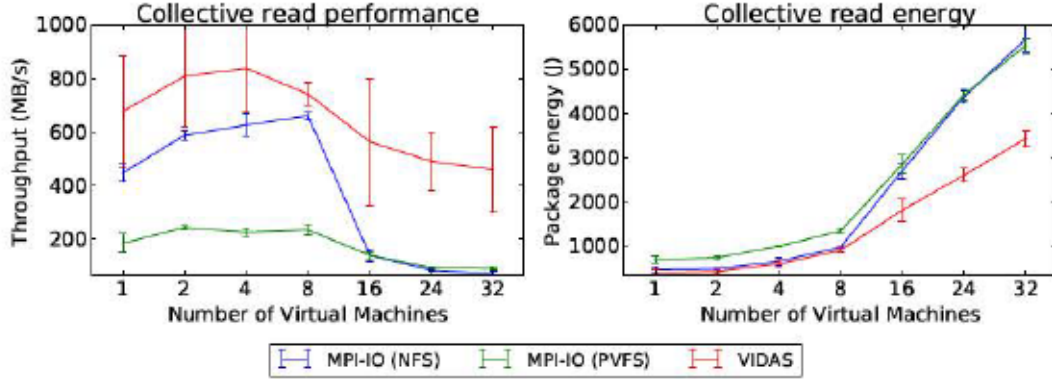 Collective read performance
1000
800
600
400
200
Throughput (MB/s)
1 2 4 8 16 24 32
Number of Virtual Machines
Collective read energy
6000
5000
4000
3000
2000
1000
Package energy (J)
1 2 4 8 16 24 32
Number of Virtual Machines
MPI-IO (NFS) MPI-IO (PVFS) VIDAS